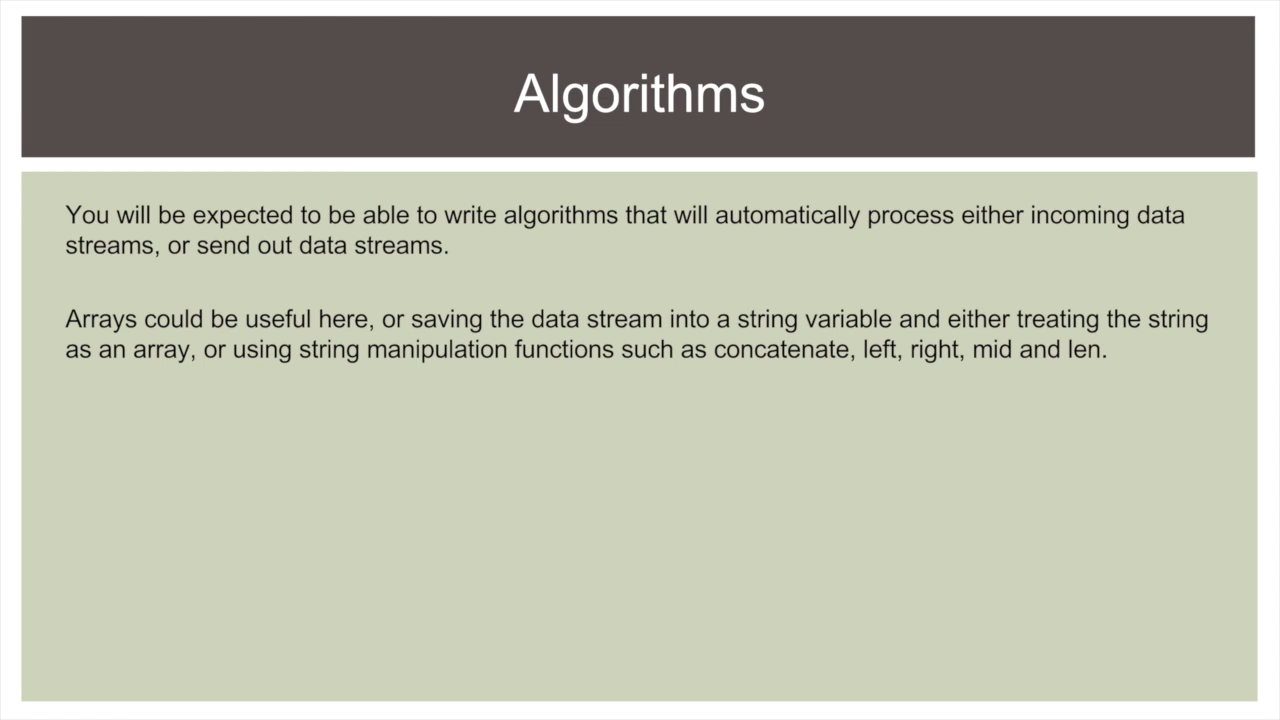 Algorithms
You will be expected to be able to write algorithms that will automatically process either incoming data
streams, or send out data streams.
Arrays could be useful here, or saving the data stream into a string variable and either treating the string
as an array, or using string manipulation functions such as concatenate, left, right, mid and len.